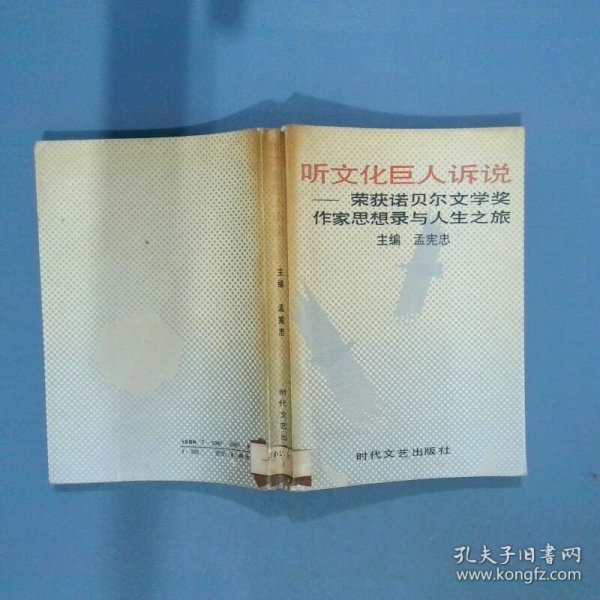 听文化巨人诉说
——荣获诺贝尔文学奖
作家思想录与人生之旅
主编 孟宪忠
时代文艺出版社
主编 孟宪忠
时代文艺出
ISBN 7
孔夫子旧书网
www.kongfz.com